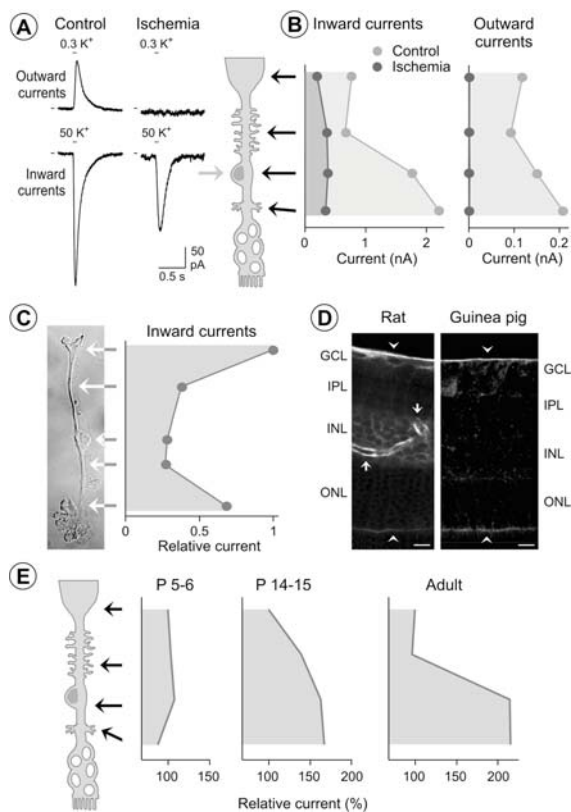 A
Control
Ischemia
0.3 K+
0.3 K+
Outward
currents
50 K+
50 K+
Inward
currents
50
pA
0.5 s
B
Inward currents
Outward
currents
Control
Ischemia
0
1
2
Current (nA)
0
0.1
0.2
Current (nA)
C
Inward currents
0
0.5
1
Relative current
D
Rat
Guinea pig
GCL
IPL
INL
ONL
GCL
IPL
INL
ONL
E
P 5-6
P 14-15
Adult
100
150
100
150
200
100
150
200
Relative current (%)